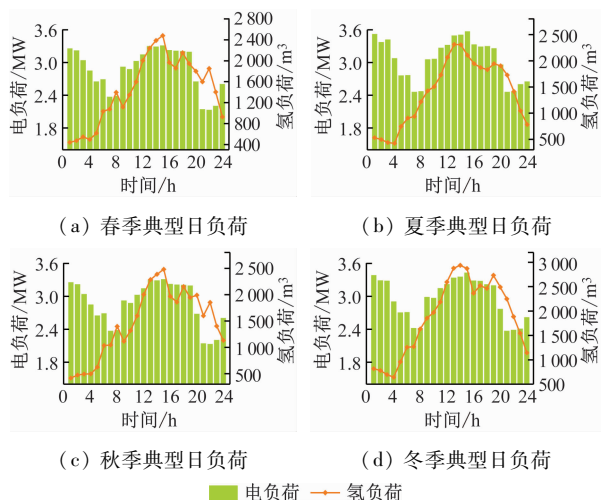 3.6
3.0
2.4
1.8
电负荷/MW
2 800
2 400
2 000
1 600
1 200
800
400
氢负荷/m³
0 4 8 12 16 20 24
时间/h
(a) 春季典型日负荷
3.6
3.0
2.4
1.8
电负荷/MW
2 500
2 000
1 500
1 000
500
氢负荷/m³
0 4 8 12 16 20 24
时间/h
(b) 夏季典型日负荷
3.6
3.0
2.4
1.8
电负荷/MW
2 500
2 000
1 500
1 000
500
氢负荷/m³
0 4 8 12 16 20 24
时间/h
(c) 秋季典型日负荷
3.6
3.0
2.4
1.8
电负荷/MW
3 000
2 500
2 000
1 500
1 000
500
氢负荷/m³
0 4 8 12 16 20 24
时间/h
(d) 冬季典型日负荷
电负荷 氢负荷